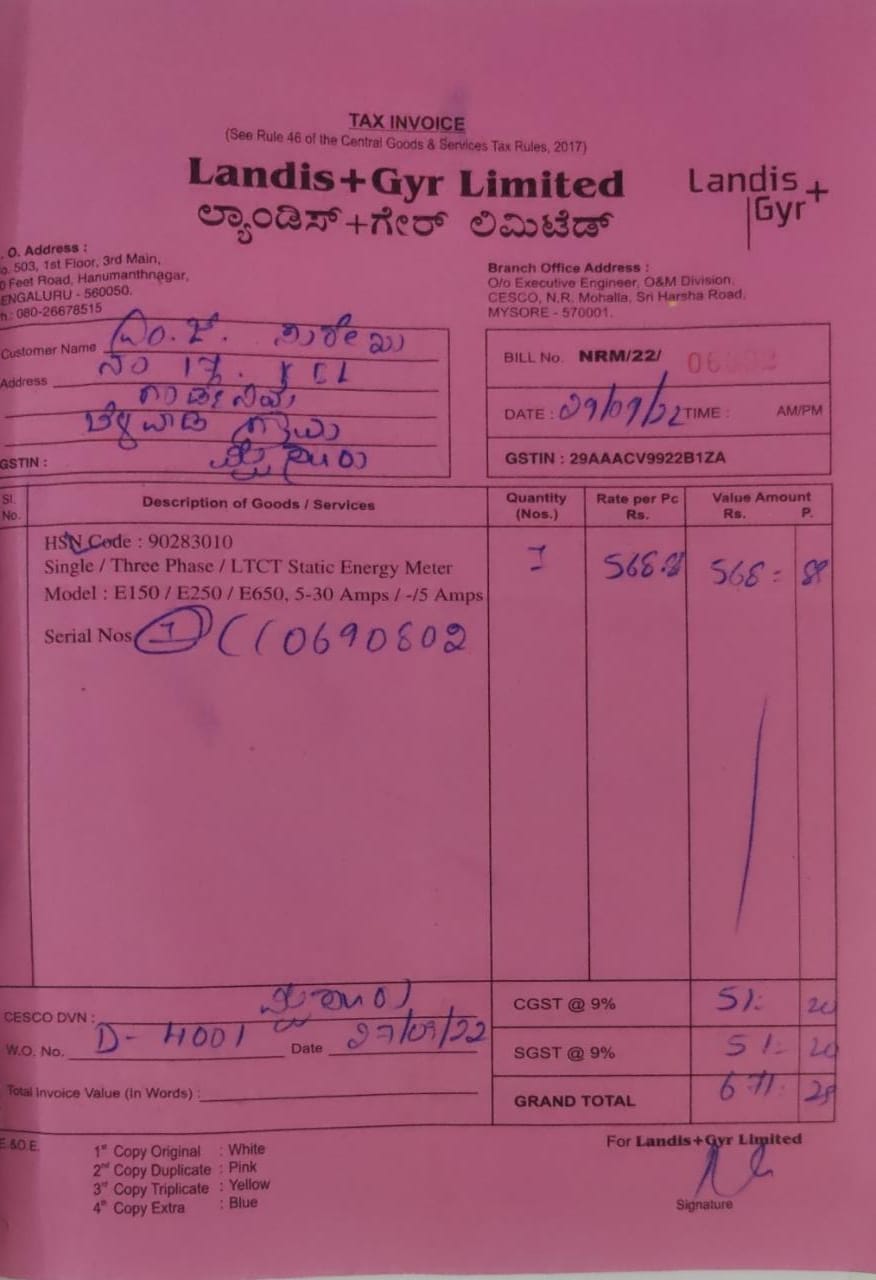 TAX INVOICE
(See Rule 46 of the Central Goods & Services Tax Rules, 2017)
Landis+Gyr Limited
ಲ್ಯಾಂಡಿಸ್+ಗೇರ್ ಲಿಮಿಟೆಡ್
Landis+
Gyr
. O. Address :
o. 503, 1st Floor, 3rd Main,
0 Feet Road, Hanumanthnagar,
ENGALURU - 560050.
h.: 080-26678515
Branch Office Address :
O/o Executive Engineer, O&M Division,
CESCO, N.R. Mohalla, Sri Harsha Road,
MYSORE - 570001.
Customer Name
Address
GSTIN :
BILL No. NRM/22/
DATE : 09/09/22 TIME : AM/PM
GSTIN : 29AAACV9922B1ZA
Sl. No. Description of Goods / Services Quantity (Nos.) Rate per Pc Rs. Value Amount Rs. P.
HSN Code : 90283010
Single / Three Phase / LTCT Static Energy Meter 1 568
Model : E150 / E250 / E650, 5-30 Amps / -/5 Amps
Serial Nos 1 0690802
CESCO DVN :
CGST @ 9% 51 20
W.O. No. D- 4001 Date /09/22
SGST @ 9% 51 20
Total Invoice Value (In Words) :
GRAND TOTAL 671
E.&O.E.
For Landis+Gyr Limited
1st Copy Original : White
2nd Copy Duplicate : Pink
3rd Copy Triplicate : Yellow
4th Copy Extra : Blue
Signature